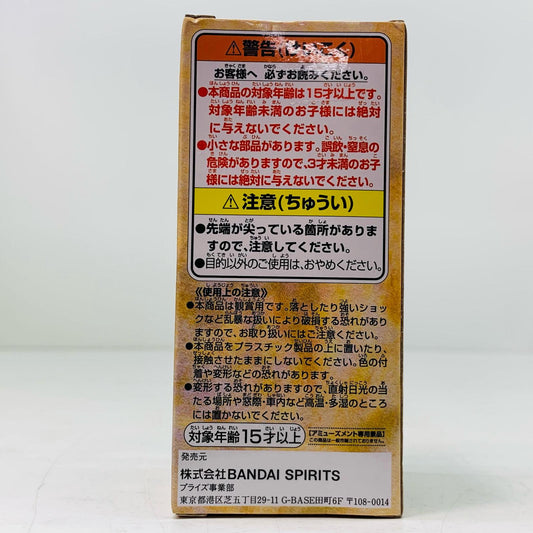 ⚠警告(けいこく)
お客様へ 必ずお読みください。
●本商品の対象年齢は15才以上です。
対象年齢未満のお子様には絶対
に与えないでください。
●小さな部品があります。誤飲・窒息の
危険がありますので、3才未満のお子
様には絶対に与えないでください。
⚠注意(ちゅうい)
●先端が尖っている箇所がありま
すので、注意してください。
●目的以外のご使用は、おやめください。
《使用上の注意》
●本商品は観賞用です。落としたり強いショッ
クなど乱暴な扱いにより破損する恐れがあり
ますので、お取り扱いにはご注意ください。
●本商品をプラスチック製品の上に置いたり、
接触させたままにしないでください。色の付
着や変形などの恐れがあります。
●変形する恐れがありますので、直射日光の当
たる場所や窓際・車内など高温・多湿のところ
には置かないでください。
対象年齢15才以上
【アミューズメント専用景品】
この商品は一般市販されておりません。
発売元
株式会社BANDAI SPIRITS
プライズ事業部
東京都港区芝五丁目29-11 G-BASE田町6F 〒108-0014